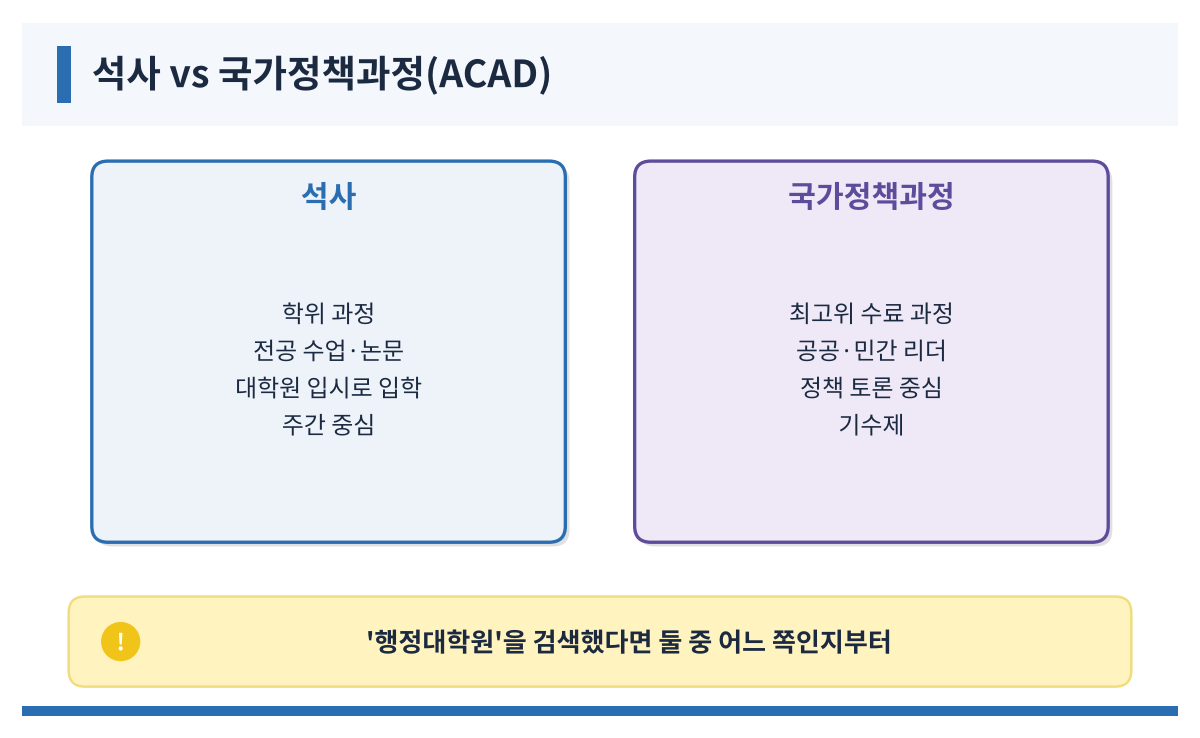 석사 vs 국가정책과정(ACAD)
석사
학위 과정
전공 수업·논문
대학원 입시로 입학
주간 중심
국가정책과정
최고위 수료 과정
공공·민간 리더
정책 토론 중심
기수제
!
'행정대학원'을 검색했다면 둘 중 어느 쪽인지부터